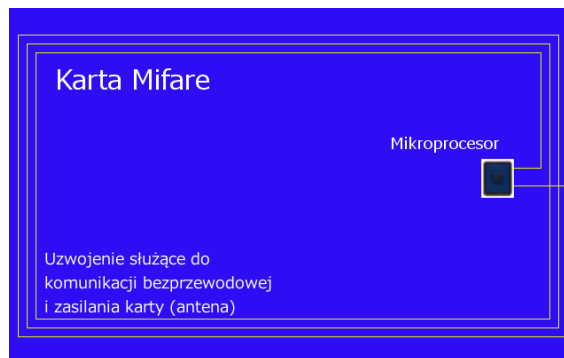 Karta Mifare
Mikroprocesor
Uzwojenie służące do
komunikacji bezprzewodowej
i zasilania karty (antena)